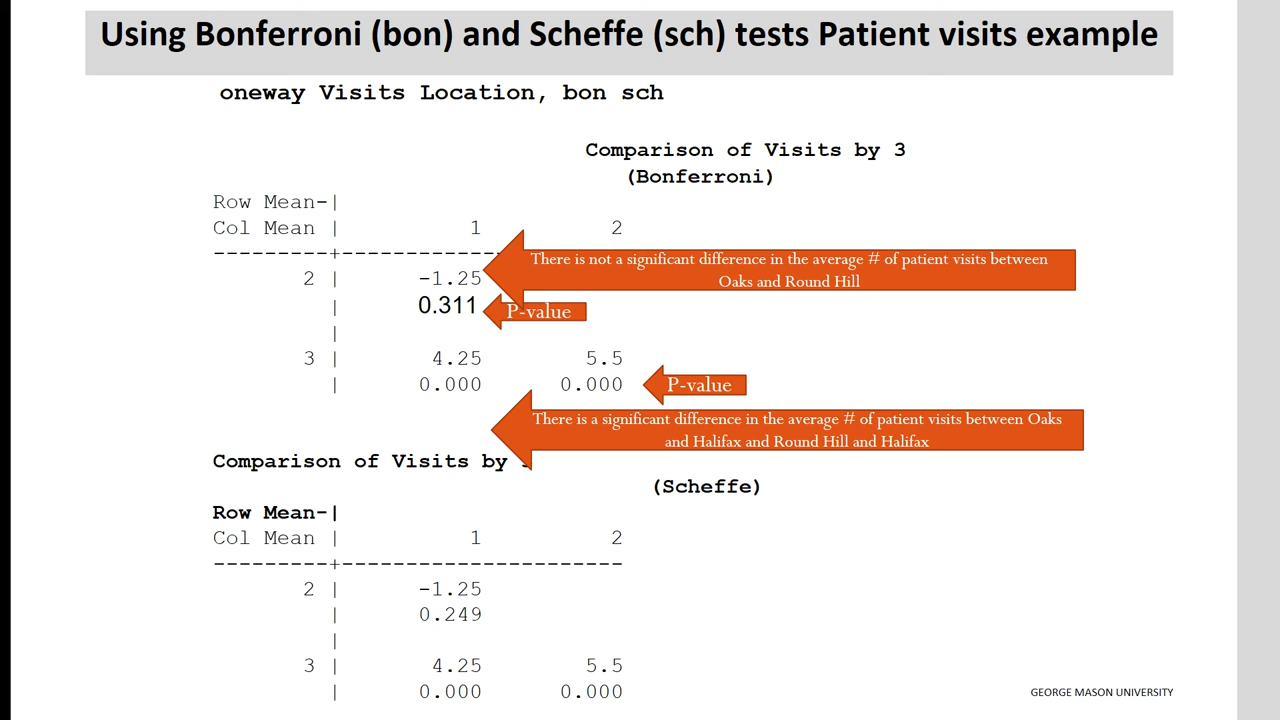 Using Bonferroni (bon) and Scheffe (sch) tests Patient visits example
oneway Visits Location, bon sch
Comparison of Visits by 3
(Bonferroni)
Row Mean-|
Col Mean | 1 2
---------+---------
There is not a significant difference in the average # of patient visits between
Oaks and Round Hill
2 | -1.25
| 0.311
P-value
|
3 | 4.25 5.5
| 0.000 0.000
P-value
There is a significant difference in the average # of patient visits between Oaks
and Halifax and Round Hill and Halifax
Comparison of Visits by
(Scheffe)
Row Mean-|
Col Mean | 1 2
---------+----------------------
2 | -1.25
| 0.249
|
3 | 4.25 5.5
| 0.000 0.000
GEORGE MASON UNIVERSITY